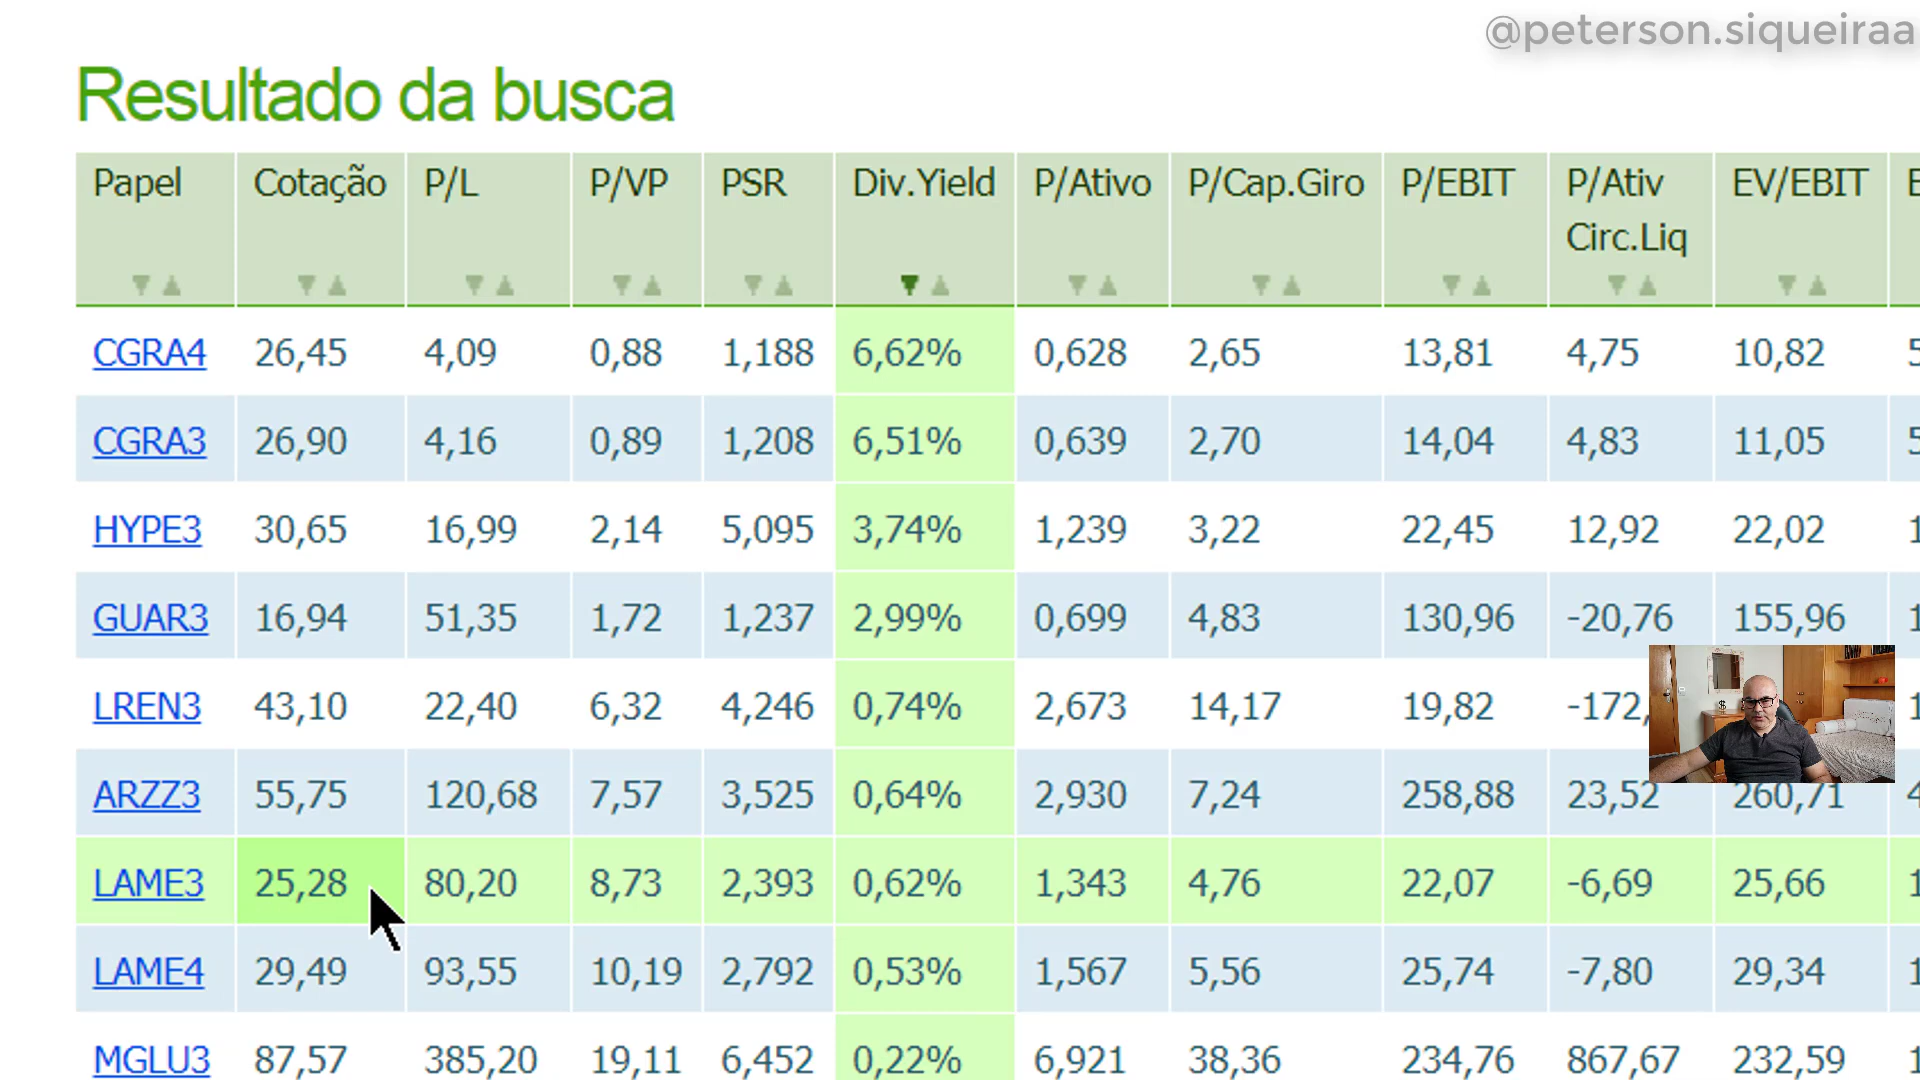 @peterson.siqueiraa
Resultado da busca
Papel Cotação P/L P/VP PSR Div.Yield P/Ativo P/Cap.Giro P/EBIT P/Ativ Circ.Liq EV/EBIT
CGRA4 26,45 4,09 0,88 1,188 6,62% 0,628 2,65 13,81 4,75 10,82
CGRA3 26,90 4,16 0,89 1,208 6,51% 0,639 2,70 14,04 4,83 11,05
HYPE3 30,65 16,99 2,14 5,095 3,74% 1,239 3,22 22,45 12,92 22,02
GUAR3 16,94 51,35 1,72 1,237 2,99% 0,699 4,83 130,96 -20,76 155,96
LREN3 43,10 22,40 6,32 4,246 0,74% 2,673 14,17 19,82 -172,
ARZZ3 55,75 120,68 7,57 3,525 0,64% 2,930 7,24 258,88 23,52 260,71
LAME3 25,28 80,20 8,73 2,393 0,62% 1,343 4,76 22,07 -6,69 25,66
LAME4 29,49 93,55 10,19 2,792 0,53% 1,567 5,56 25,74 -7,80 29,34
MGLU3 87,57 385,20 19,11 6,452 0,22% 6,921 38,36 234,76 867,67 232,59